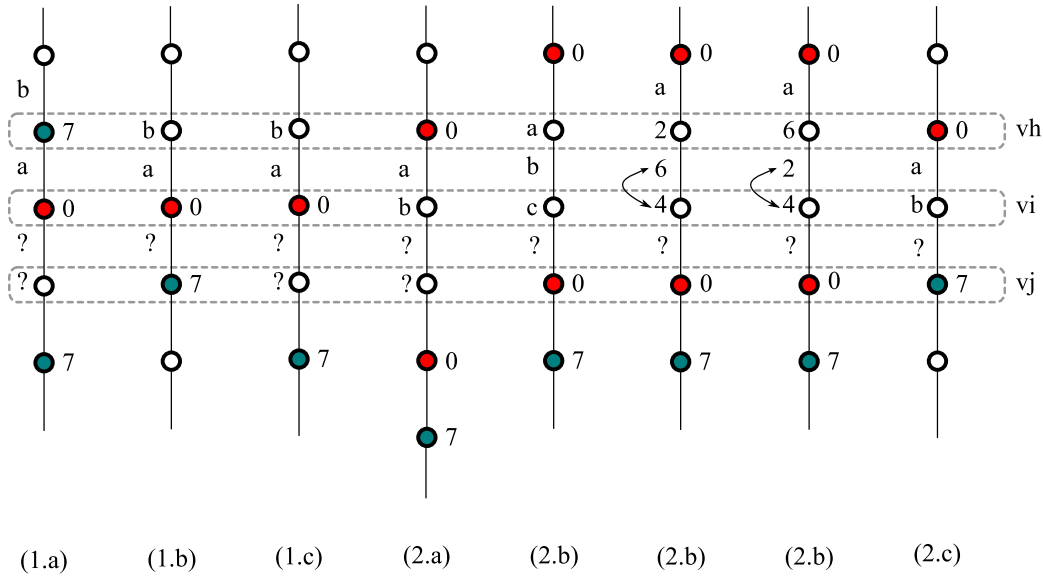 0 0 0
b a a
7 b b 0 a 2 6 0 vh
a a a a b 6 2 a
0 0 0 b c 4 4 b vi
? ? ? ? ? ? ? ?
? 7 ? ? 0 0 0 7 vj
7 7 0 7 7 7
7
(1.a) (1.b) (1.c) (2.a) (2.b) (2.b) (2.b) (2.c)